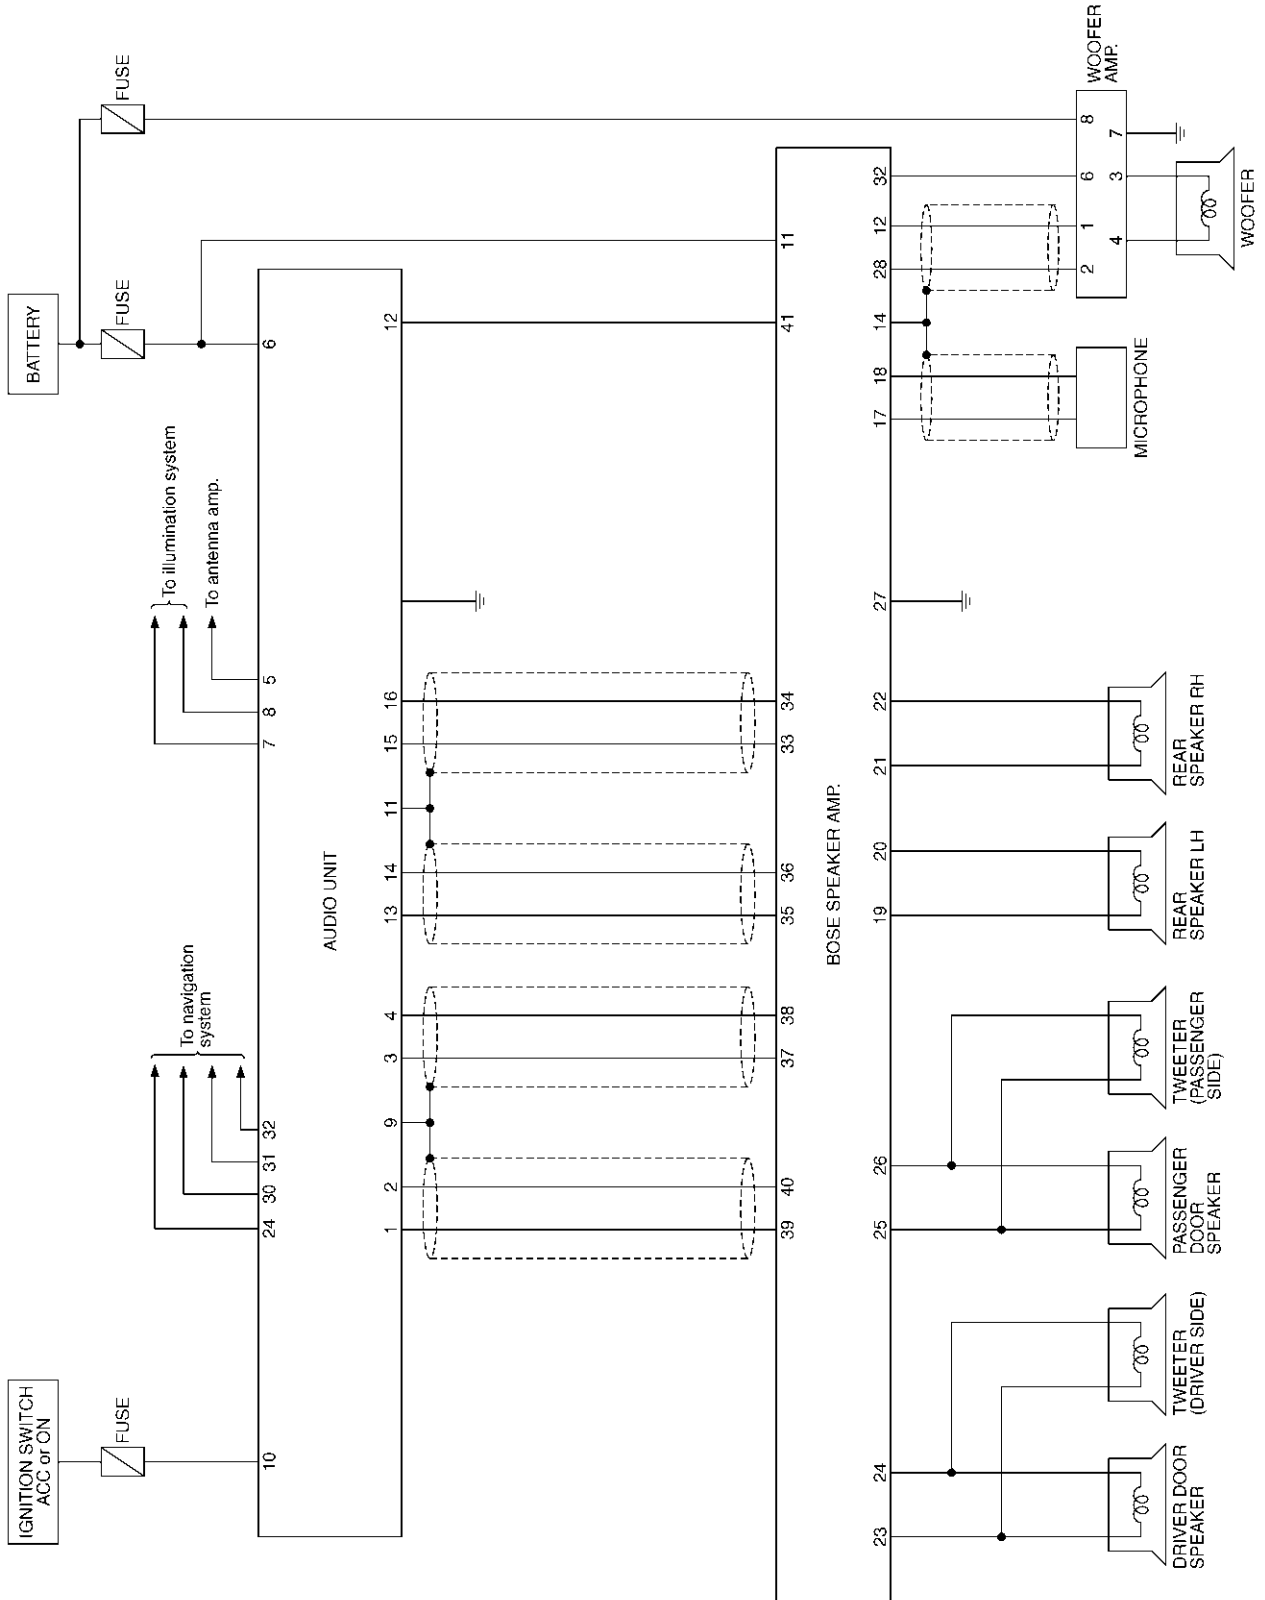 IGNITION SWITCH
ACC or ON
FUSE
BATTERY
FUSE
FUSE
To navigation
system
To illumination system
To antenna amp.
10
24
30
31
32
7
8
5
6
AUDIO UNIT
1
2
9
3
4
13
14
11
15
16
12
39
40
37
38
35
36
33
34
41
11
BOSE SPEAKER AMP.
23
24
25
26
19
20
21
22
27
17
18
14
28
12
32
DRIVER DOOR
SPEAKER
TWEETER
(DRIVER SIDE)
PASSENGER
DOOR
SPEAKER
TWEETER
(PASSENGER
SIDE)
REAR
SPEAKER LH
REAR
SPEAKER RH
MICROPHONE
WOOFER
AMP.
2
1
6
8
4
3
7
WOOFER